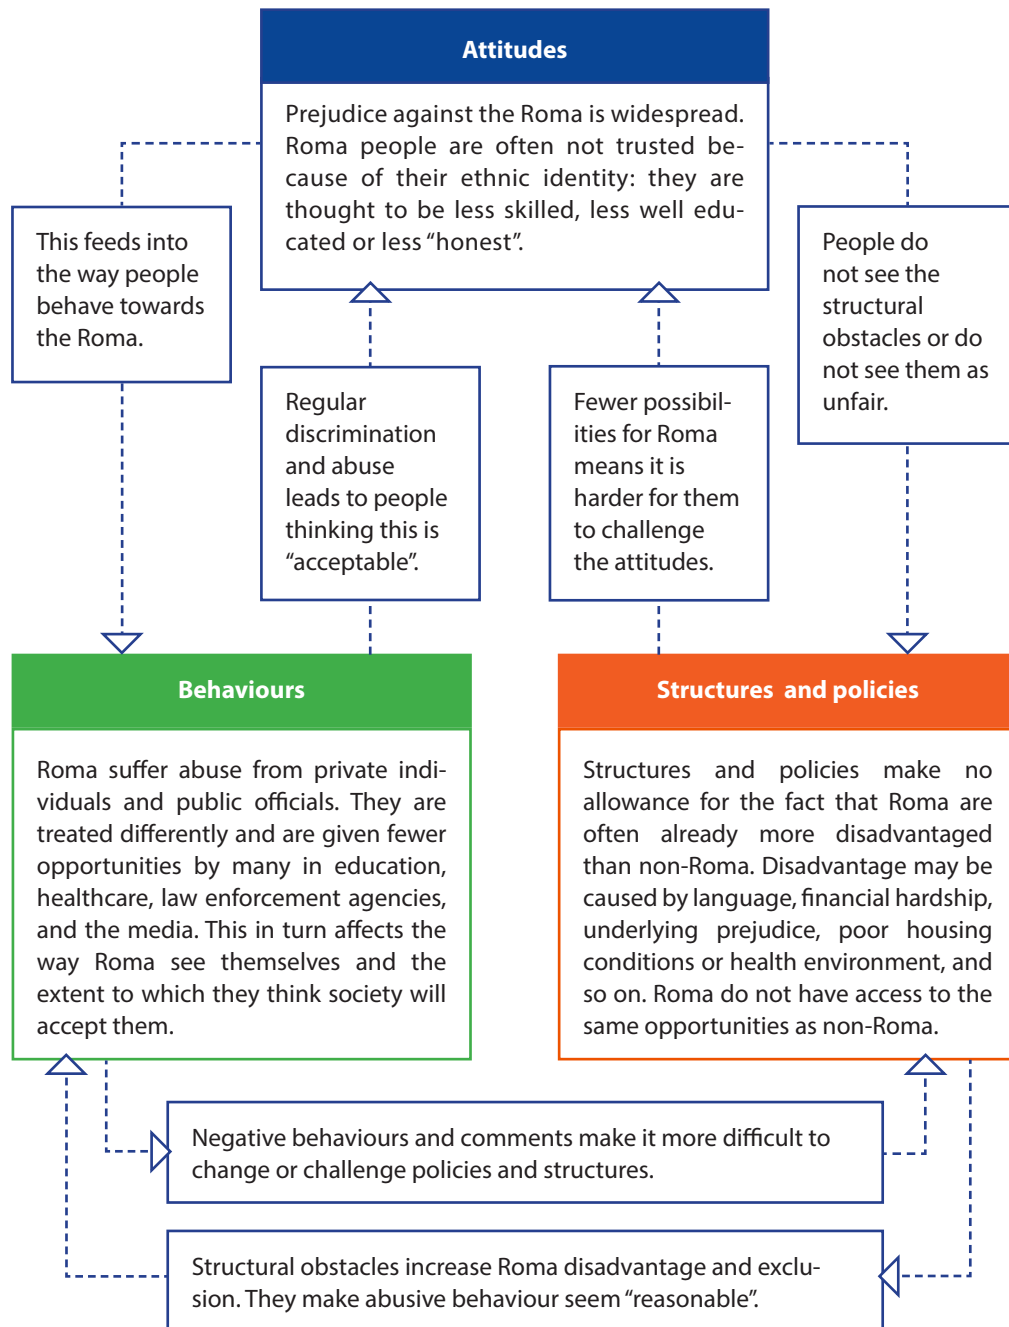 Attitudes
Prejudice against the Roma is widespread.
Roma people are often not trusted be-
cause of their ethnic identity: they are
thought to be less skilled, less well edu-
cated or less “honest”.
This feeds into
the way people
behave towards
the Roma.
People do
not see the
structural
obstacles or do
not see them as
unfair.
Regular
discrimination
and abuse
leads to people
thinking this is
“acceptable”.
Fewer possibil-
ities for Roma
means it is
harder for them
to challenge
the attitudes.
Behaviours
Roma suffer abuse from private indi-
viduals and public officials. They are
treated differently and are given fewer
opportunities by many in education,
healthcare, law enforcement agencies,
and the media. This in turn affects the
way Roma see themselves and the
extent to which they think society will
accept them.
Structures and policies
Structures and policies make no
allowance for the fact that Roma are
often already more disadvantaged
than non-Roma. Disadvantage may be
caused by language, financial hardship,
underlying prejudice, poor housing
conditions or health environment, and
so on. Roma do not have access to the
same opportunities as non-Roma.
Negative behaviours and comments make it more difficult to
change or challenge policies and structures.
Structural obstacles increase Roma disadvantage and exclu-
sion. They make abusive behaviour seem “reasonable”.